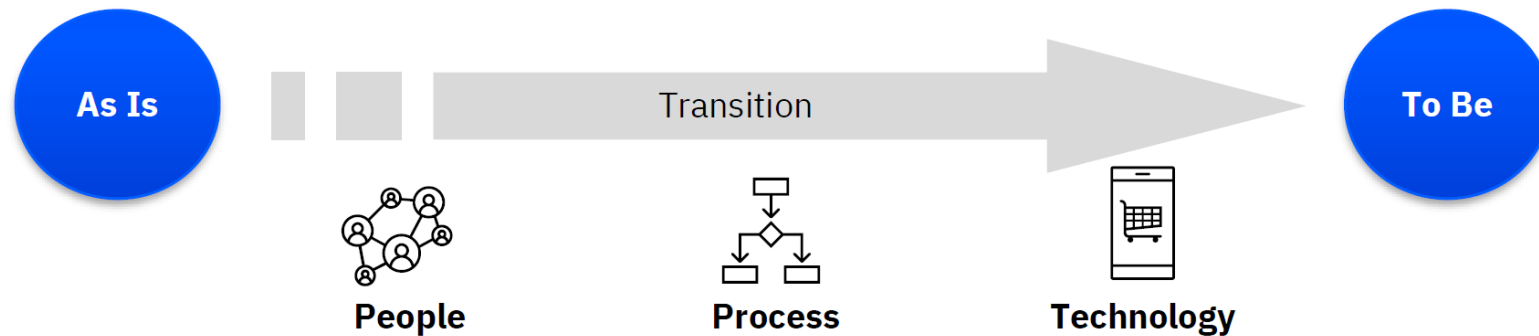 As Is
Transition
To Be
People
Process
Technology